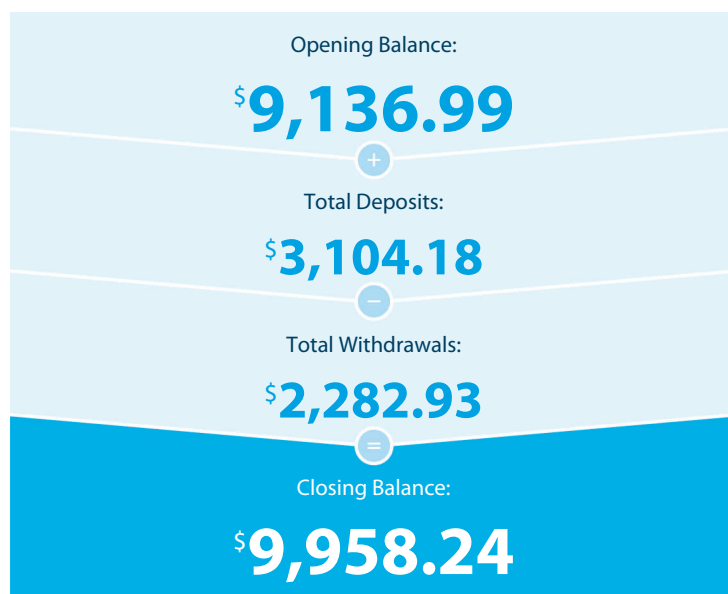 Opening Balance:
$9,136.99
+
Total Deposits:
$3,104.18
−
Total Withdrawals:
$2,282.93
=
Closing Balance:
$9,958.24